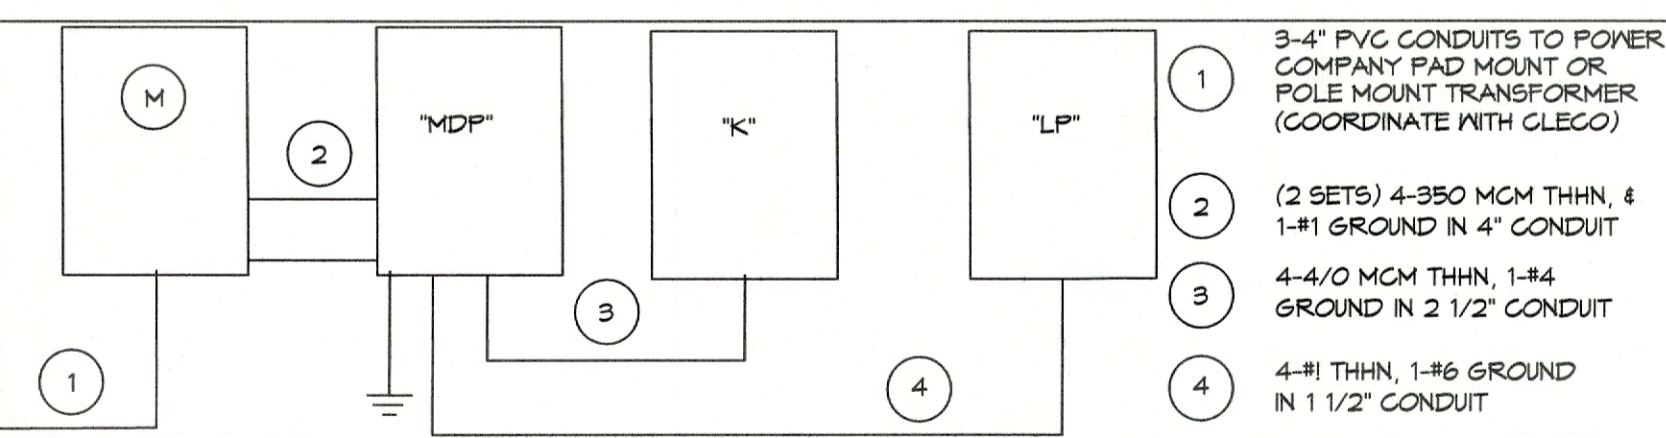 M
2
"MDP"
"K"
"LP"
3
1
4
1
3-4" PVC CONDUITS TO POWER
COMPANY PAD MOUNT OR
POLE MOUNT TRANSFORMER
(COORDINATE WITH CLECO)
2
(2 SETS) 4-350 MCM THHN, &
1-#1 GROUND IN 4" CONDUIT
3
4-4/0 MCM THHN, 1-#4
GROUND IN 2 1/2" CONDUIT
4
4-#! THHN, 1-#6 GROUND
IN 1 1/2" CONDUIT